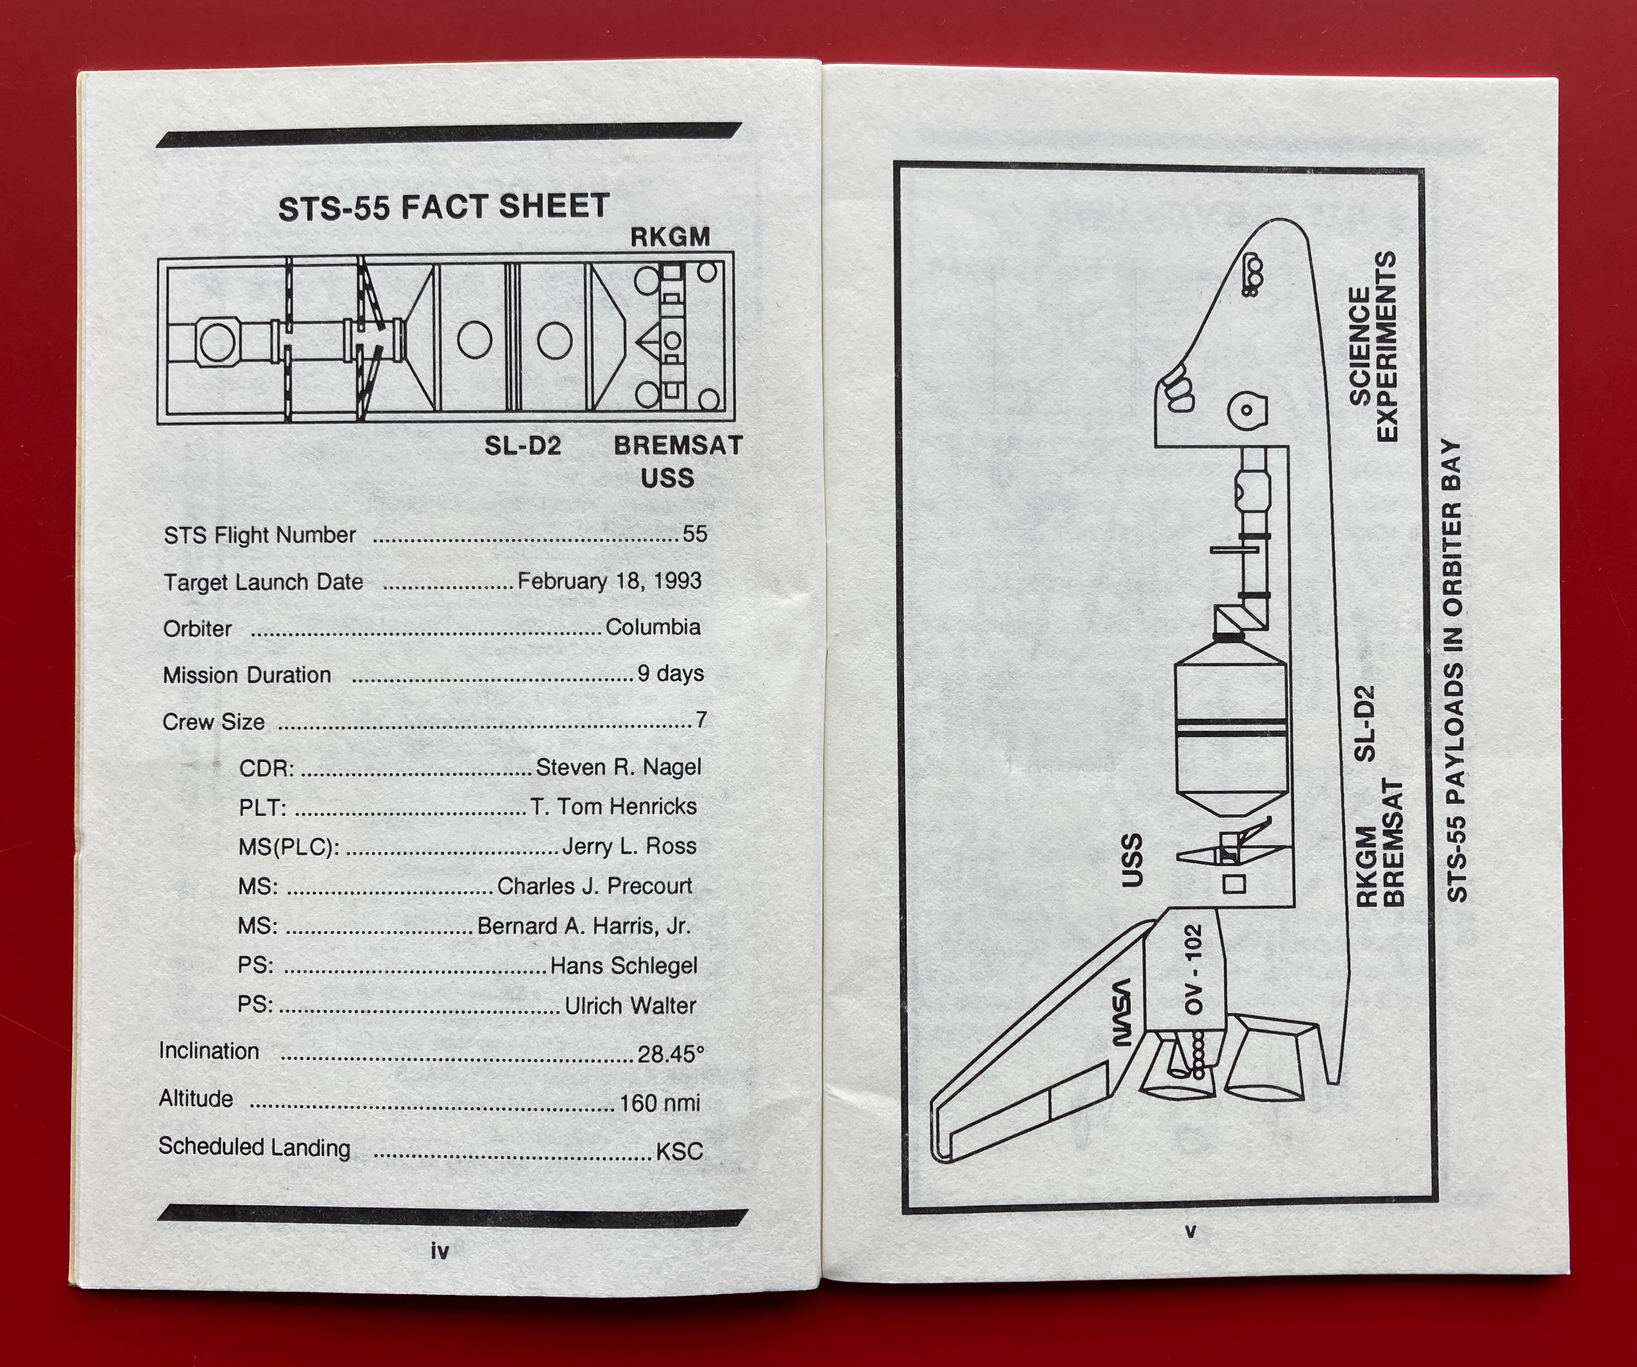 STS-55 FACT SHEET
RKGM
SL-D2 BREMSAT
USS
STS Flight Number ..........55
Target Launch Date ..........February 18, 1993
Orbiter ..........Columbia
Mission Duration ..........9 days
Crew Size ..........7
CDR: ..........Steven R. Nagel
PLT: ..........T. Tom Henricks
MS(PLC): ..........Jerry L. Ross
MS: ..........Charles J. Precourt
MS: ..........Bernard A. Harris, Jr.
PS: ..........Hans Schlegel
PS: ..........Ulrich Walter
Inclination ..........28.45°
Altitude ..........160 nmi
Scheduled Landing ..........KSC
iv
SCIENCE
EXPERIMENTS
USS
RKGM SL-D2
BREMSAT
NASA
OV - 102
STS-55 PAYLOADS IN ORBITER BAY
v